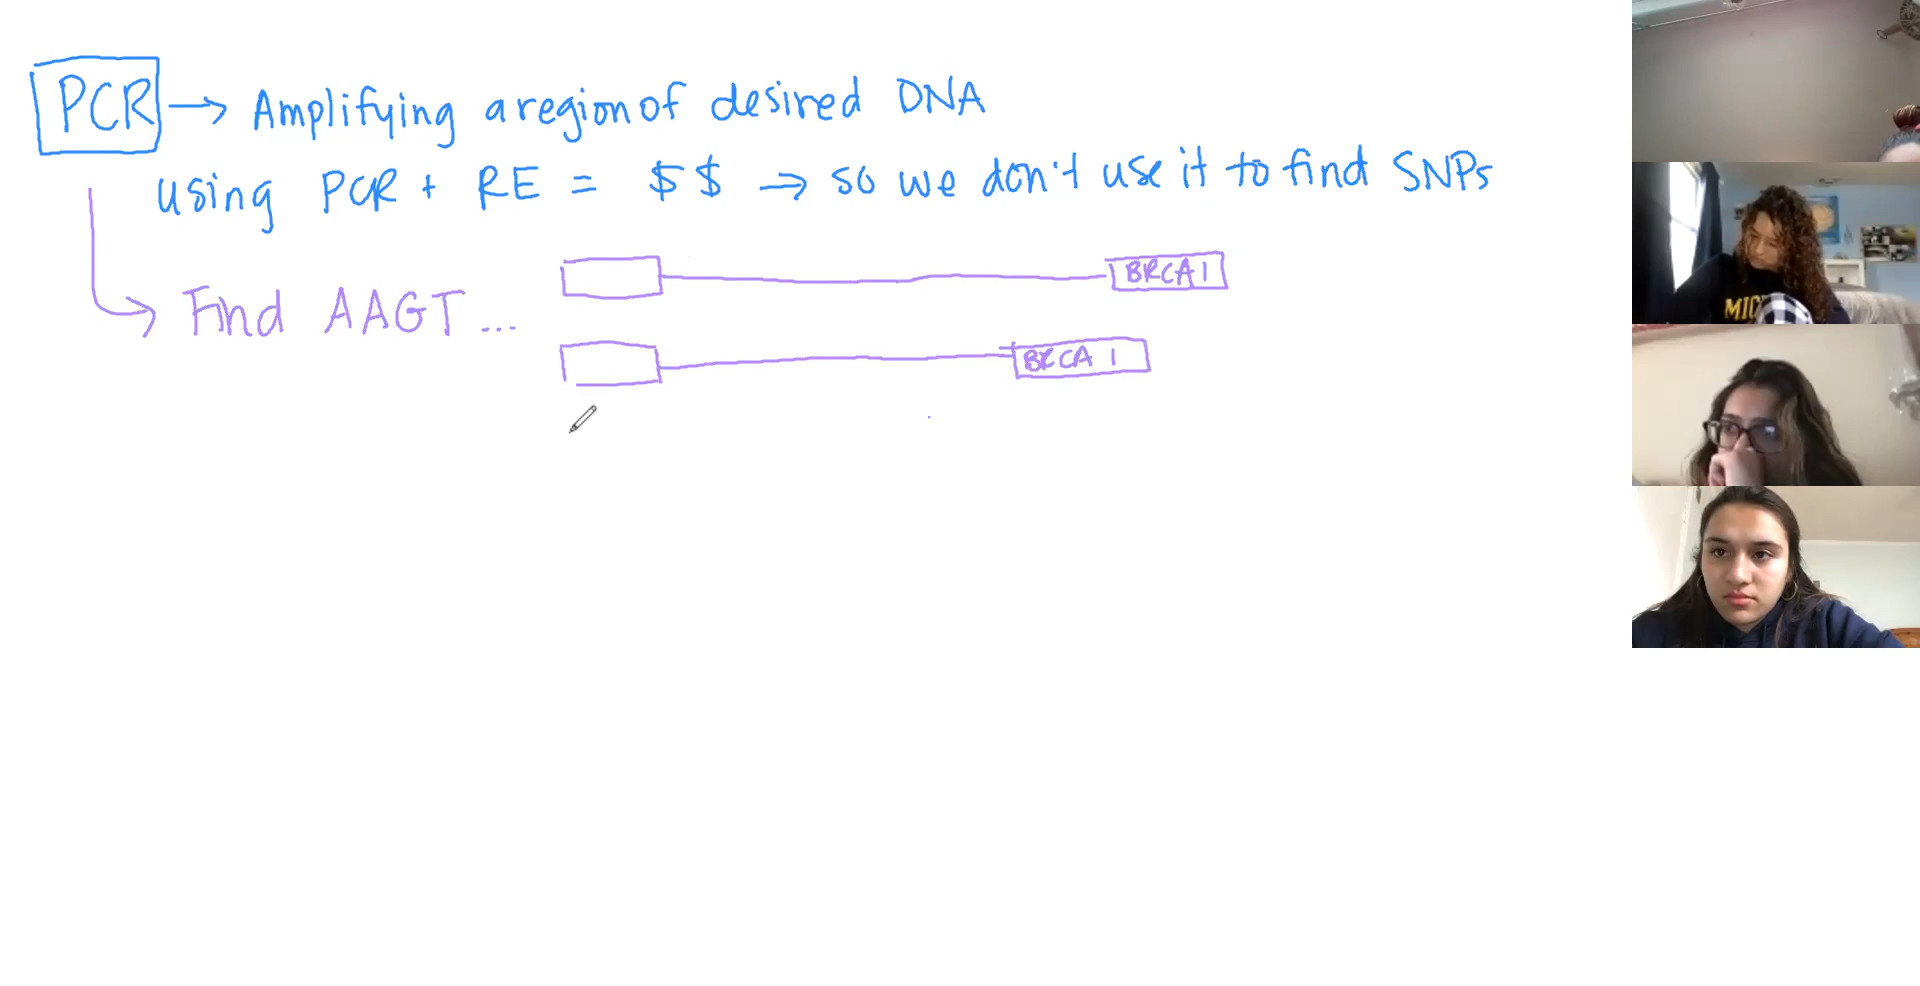 PCR → Amplifying a region of desired DNA
using PCR + RE = $$ → so we don't use it to find SNPs
BRCA1
Find AAGT...
BRCA 1
MIC